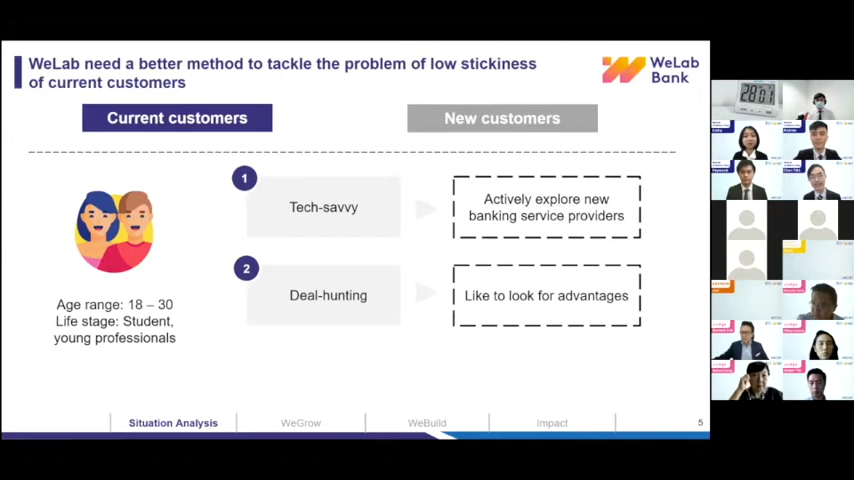 WeLab need a better method to tackle the problem of low stickiness
of current customers
WeLab
Bank
Current customers
New customers
1
Tech-savvy
Actively explore new
banking service providers
2
Deal-hunting
Like to look for advantages
Age range: 18 – 30
Life stage: Student,
young professionals
Situation Analysis
WeGrow
WeBuild
Impact
5